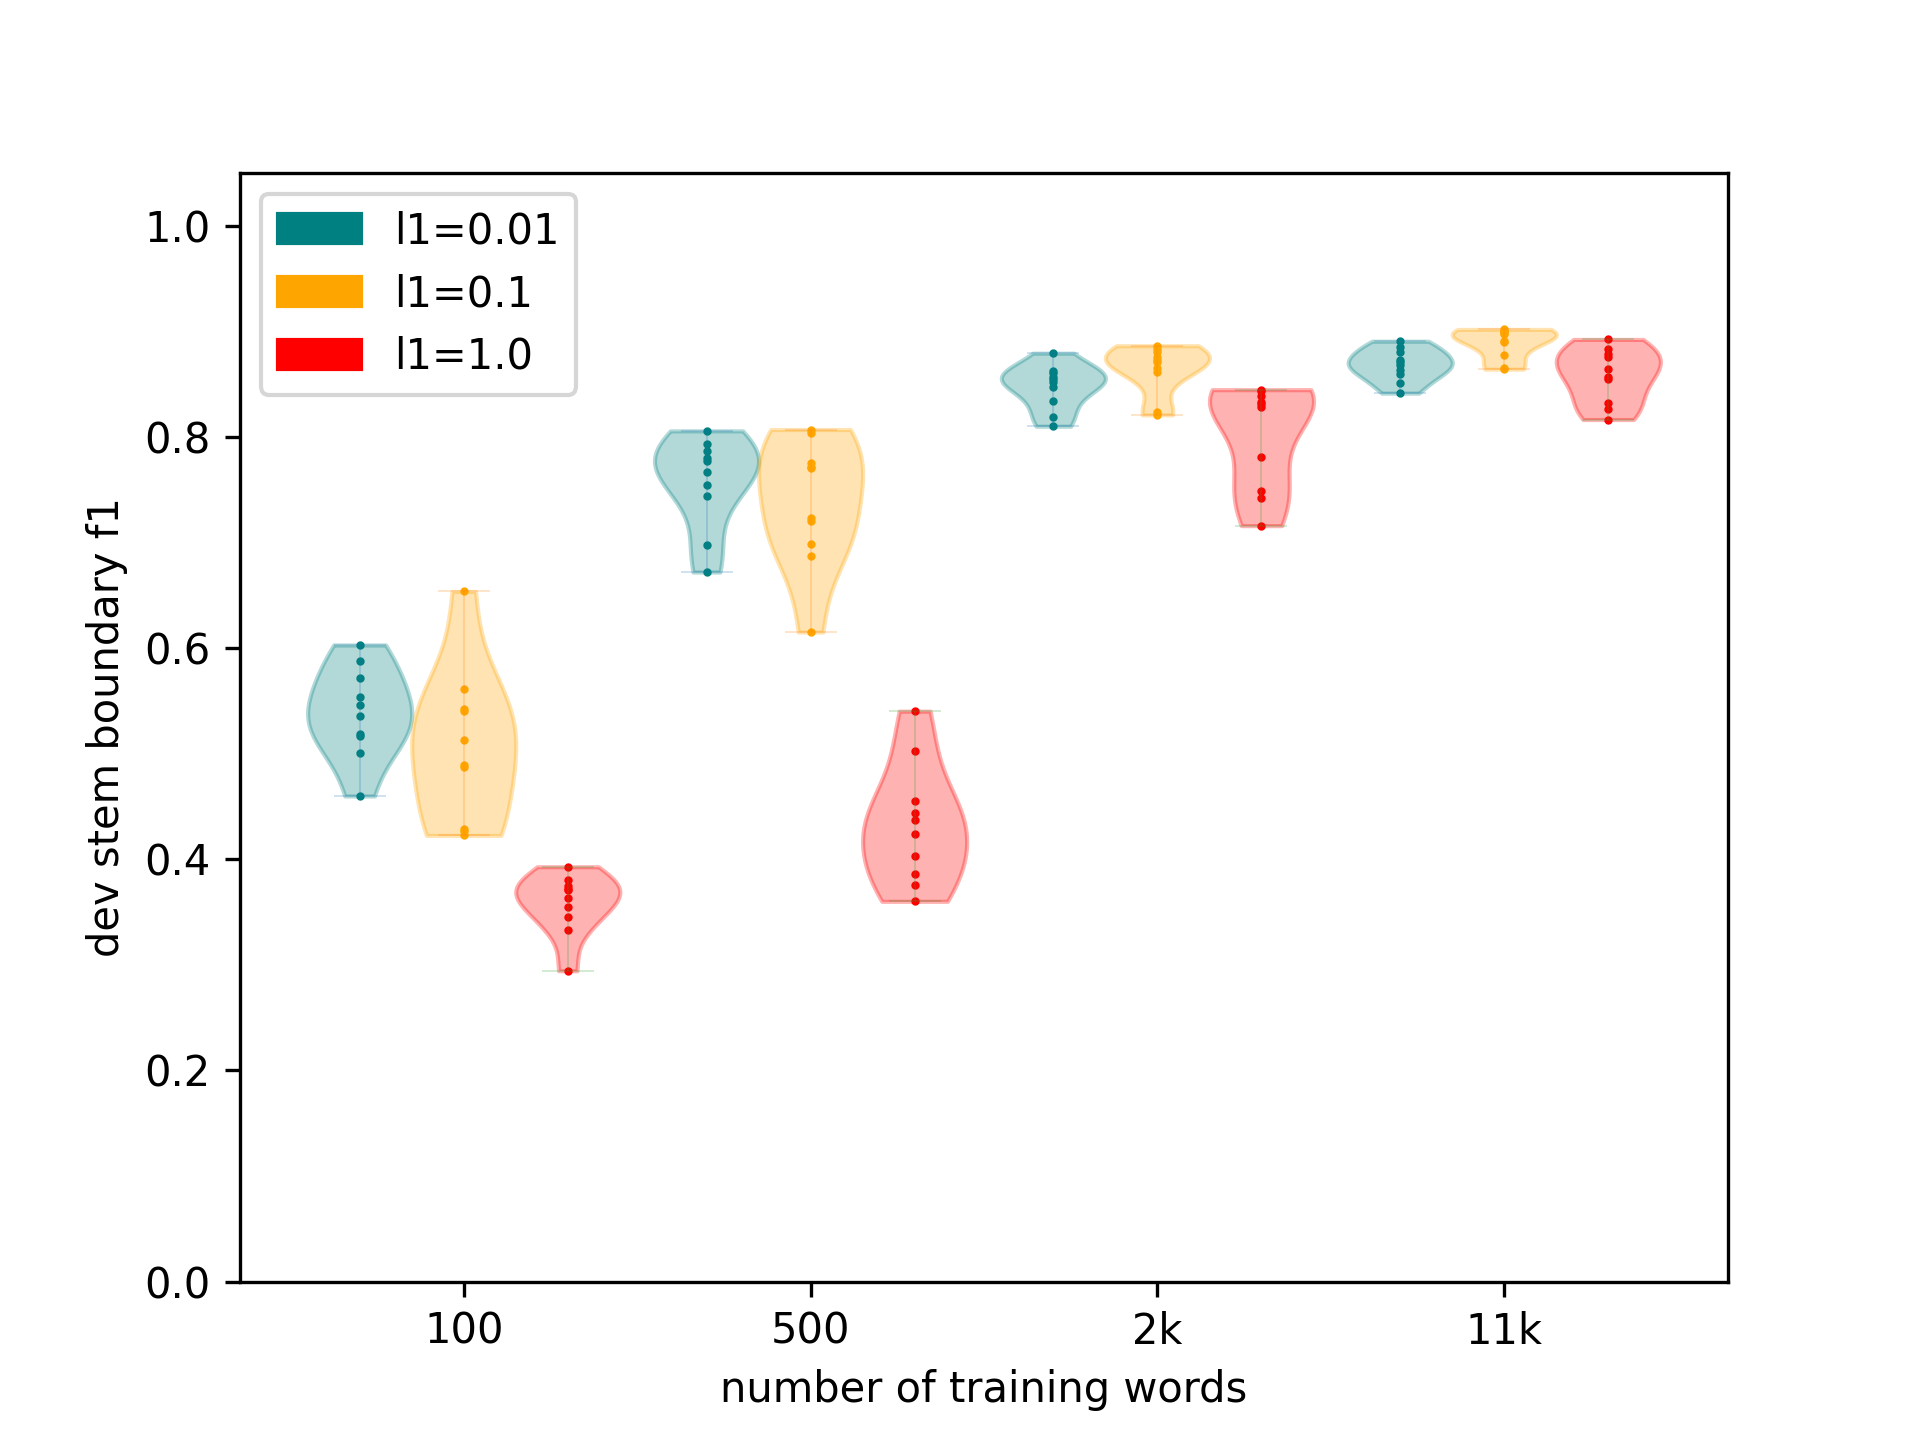 l1=0.01
l1=0.1
l1=1.0
1.0
0.8
0.6
0.4
0.2
0.0
dev stem boundary f1
100 500 2k 11k
number of training words